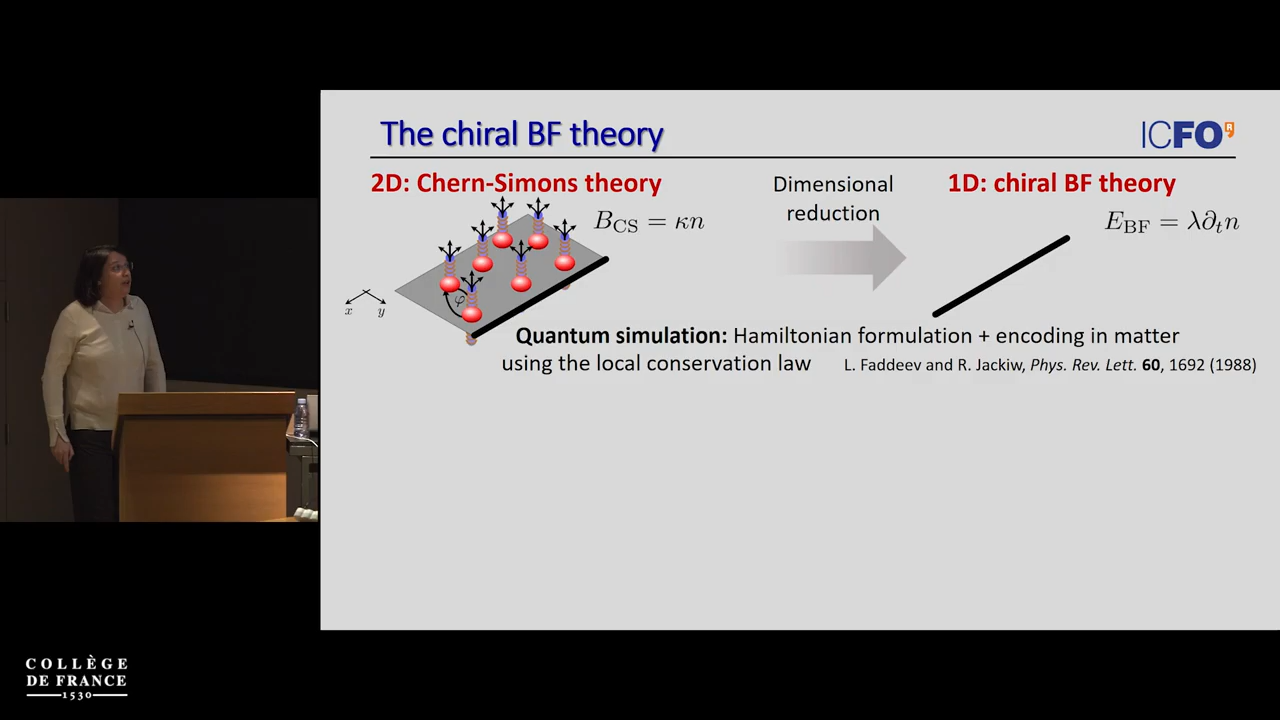 The chiral BF theory
ICFO
2D: Chern-Simons theory
B_CS = κn
Dimensional
reduction
1D: chiral BF theory
E_BF = λ∂_t n
φ
x y
Quantum simulation: Hamiltonian formulation + encoding in matter
using the local conservation law
L. Faddeev and R. Jackiw, Phys. Rev. Lett. 60, 1692 (1988)
COLLÈGE
DE FRANCE
1530